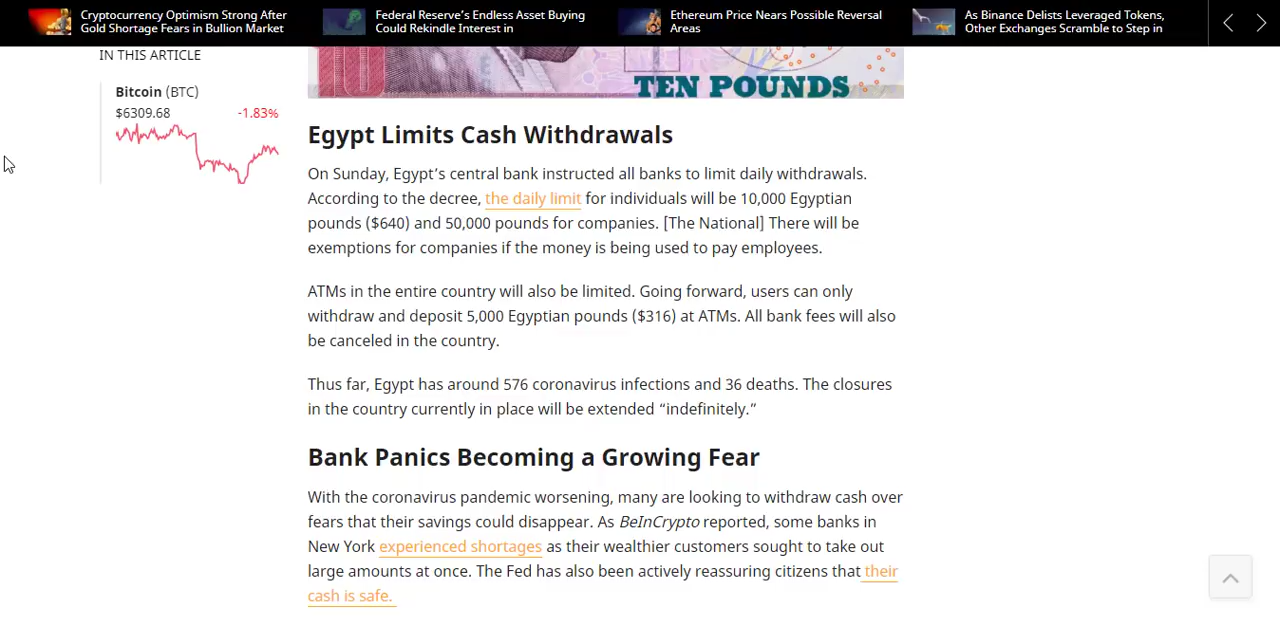 Cryptocurrency Optimism Strong After
Gold Shortage Fears in Bullion Market
Federal Reserve’s Endless Asset Buying
Could Rekindle Interest in
Ethereum Price Nears Possible Reversal
Areas
As Binance Delists Leveraged Tokens,
Other Exchanges Scramble to Step in
IN THIS ARTICLE
Bitcoin (BTC)
$6309.68 -1.83%
10 TEN POUNDS
Egypt Limits Cash Withdrawals
On Sunday, Egypt’s central bank instructed all banks to limit daily withdrawals.
According to the decree, the daily limit for individuals will be 10,000 Egyptian
pounds ($640) and 50,000 pounds for companies. [The National] There will be
exemptions for companies if the money is being used to pay employees.
ATMs in the entire country will also be limited. Going forward, users can only
withdraw and deposit 5,000 Egyptian pounds ($316) at ATMs. All bank fees will also
be canceled in the country.
Thus far, Egypt has around 576 coronavirus infections and 36 deaths. The closures
in the country currently in place will be extended “indefinitely.”
Bank Panics Becoming a Growing Fear
With the coronavirus pandemic worsening, many are looking to withdraw cash over
fears that their savings could disappear. As BeInCrypto reported, some banks in
New York experienced shortages as their wealthier customers sought to take out
large amounts at once. The Fed has also been actively reassuring citizens that their
cash is safe.